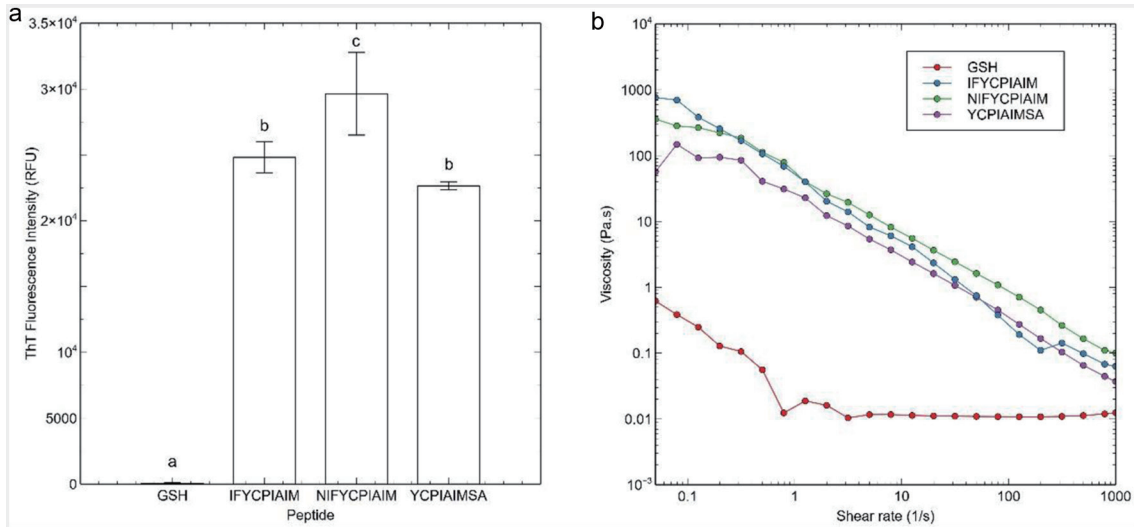 a
ThT Fluorescence Intensity (RFU)
3.5×10⁴
3×10⁴
2×10⁴
10⁴
5000
0
a
b
c
b
GSH IFYCPIAIM NIFYCPIAIM YCPIAIMSA
Peptide
b
Viscosity (Pa.s)
10⁴
1000
100
10
1
0.1
0.01
10⁻³
GSH
IFYCPIAIM
NIFYCPIAIM
YCPIAIMSA
0.1 1 10 100 1000
Shear rate (1/s)